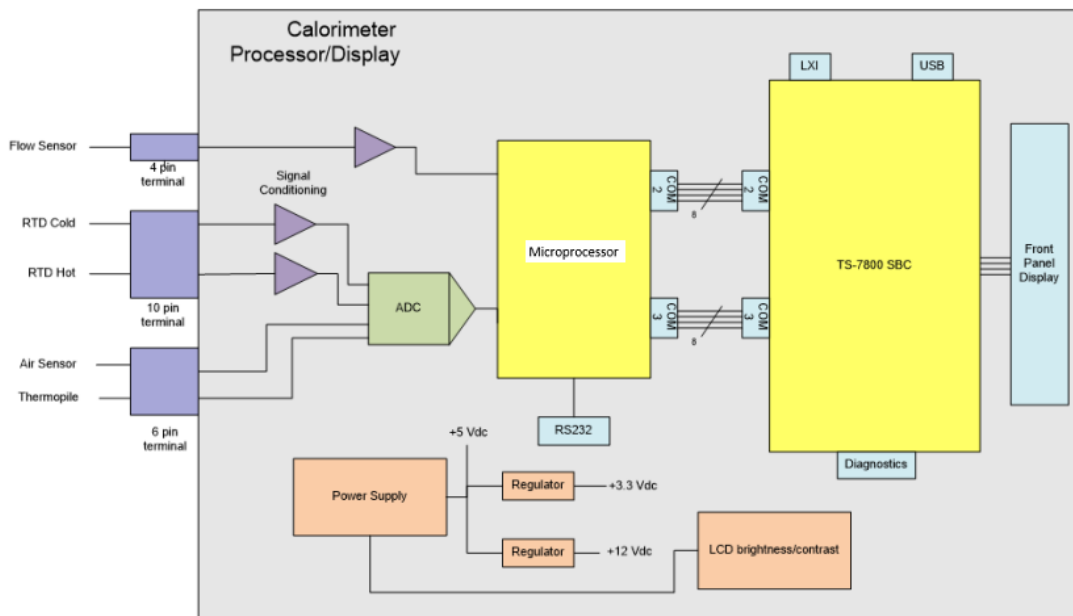 Calorimeter
Processor/Display
LXI
USB
Flow Sensor
4 pin
terminal
Signal
Conditioning
RTD Cold
RTD Hot
10 pin
terminal
ADC
Air Sensor
Thermopile
6 pin
terminal
Microprocessor
COM
2
COM
3
8
8
COM
2
COM
3
TS-7800 SBC
Front
Panel
Display
RS232
Diagnostics
+5 Vdc
Power Supply
Regulator
+3.3 Vdc
Regulator
+12 Vdc
LCD brightness/contrast